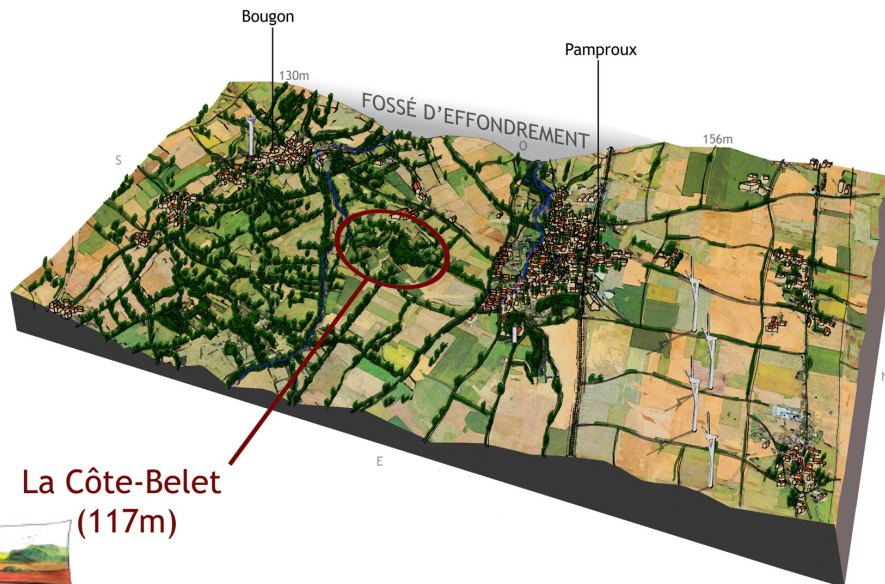 Bougon
Pamproux
130m
FOSSÉ D'EFFONDREMENT
156m
O
S
N
E
La Côte-Belet
(117m)